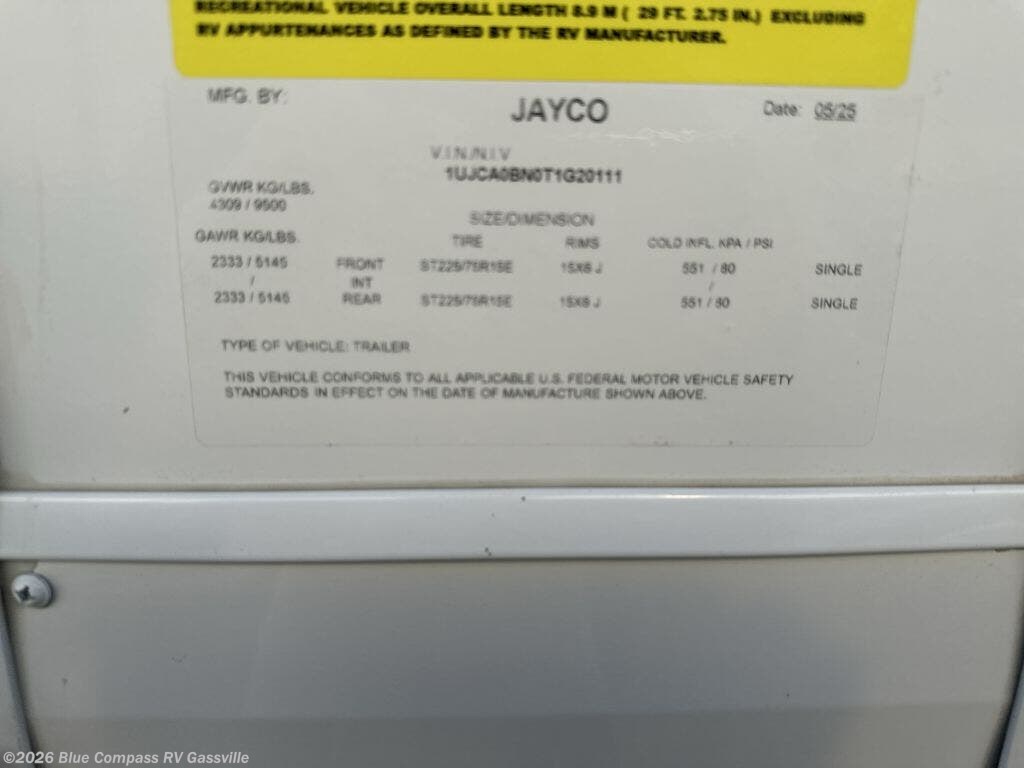 RECREATIONAL VEHICLE OVERALL LENGTH 8.9 M ( 29 FT. 2.75 IN.) EXCLUDING
RV APPURTENANCES AS DEFINED BY THE RV MANUFACTURER.
MFG. BY: JAYCO Date: 05/25
V.I.N./N.I.V
1UJCA0BN0T1G20111
GVWR KG/LBS.
4309 / 9500
SIZE/DIMENSION
GAWR KG/LBS. TIRE RIMS COLD INFL. KPA / PSI
2333 / 5145 FRONT ST225/75R15E 15X6 J 551 / 80 SINGLE
/ INT /
2333 / 5145 REAR ST225/75R15E 15X6 J 551 / 80 SINGLE
TYPE OF VEHICLE: TRAILER
THIS VEHICLE CONFORMS TO ALL APPLICABLE U.S. FEDERAL MOTOR VEHICLE SAFETY
STANDARDS IN EFFECT ON THE DATE OF MANUFACTURE SHOWN ABOVE.
©2026 Blue Compass RV Gassville